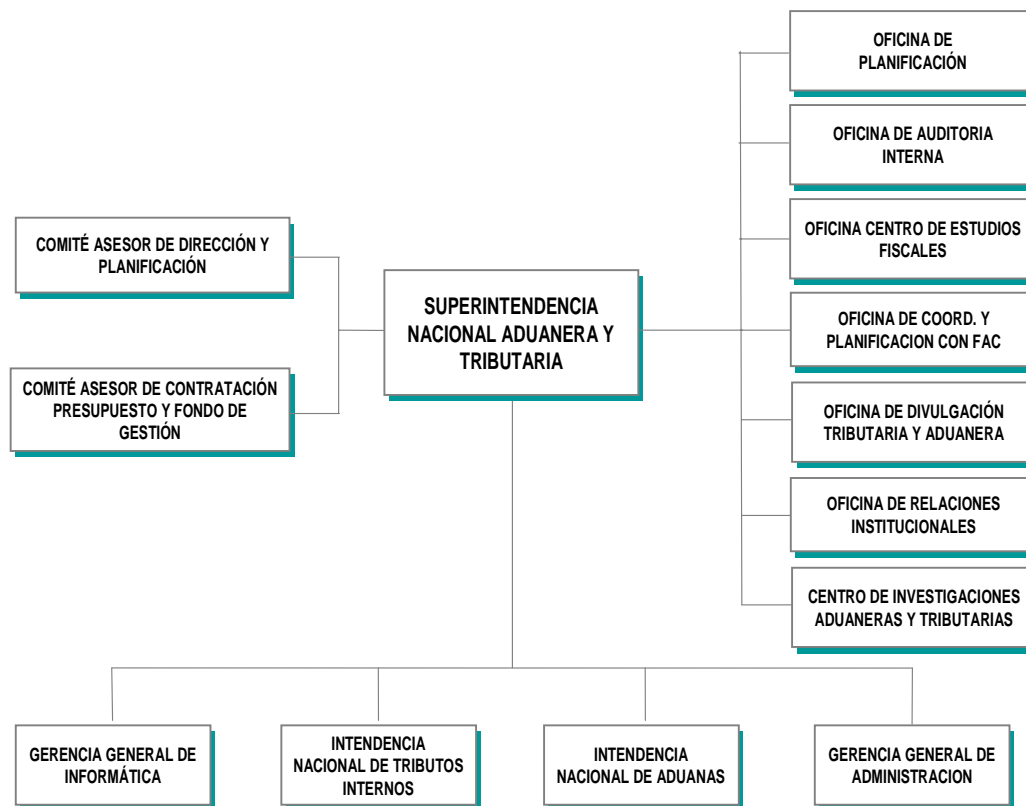 OFICINA DE
PLANIFICACIÓN
OFICINA DE AUDITORIA
INTERNA
OFICINA CENTRO DE ESTUDIOS
FISCALES
COMITÉ ASESOR DE DIRECCIÓN Y
PLANIFICACIÓN
SUPERINTENDENCIA
NACIONAL ADUANERA Y
TRIBUTARIA
OFICINA DE COORD. Y
PLANIFICACION CON FAC
COMITÉ ASESOR DE CONTRATACIÓN
PRESUPUESTO Y FONDO DE
GESTIÓN
OFICINA DE DIVULGACIÓN
TRIBUTARIA Y ADUANERA
OFICINA DE RELACIONES
INSTITUCIONALES
CENTRO DE INVESTIGACIONES
ADUANERAS Y TRIBUTARIAS
GERENCIA GENERAL DE
INFORMÁTICA
INTENDENCIA
NACIONAL DE TRIBUTOS
INTERNOS
INTENDENCIA
NACIONAL DE ADUANAS
GERENCIA GENERAL DE
ADMINISTRACION